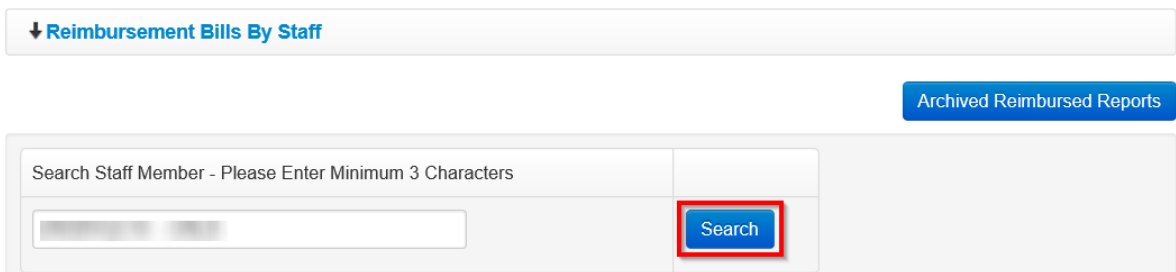 Reimbursement Bills By Staff
Archived Reimbursed Reports
Search Staff Member - Please Enter Minimum 3 Characters
Search